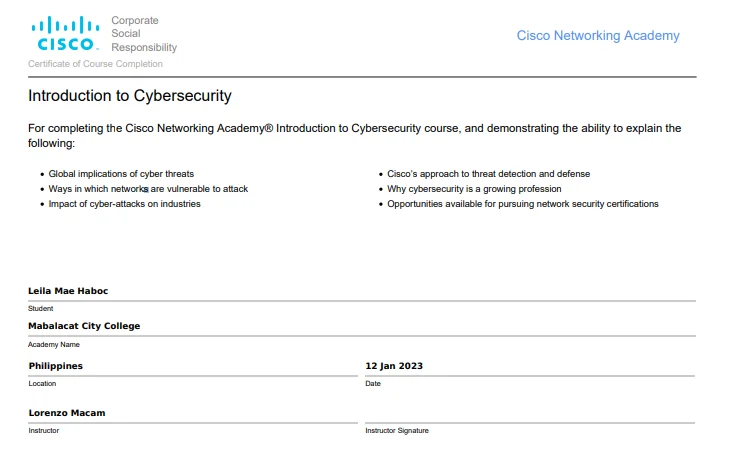 Corporate
Social
Responsibility
CISCO
Cisco Networking Academy
Certificate of Course Completion
Introduction to Cybersecurity
For completing the Cisco Networking Academy® Introduction to Cybersecurity course, and demonstrating the ability to explain the
following:
• Global implications of cyber threats
• Ways in which networks are vulnerable to attack
• Impact of cyber-attacks on industries
• Cisco's approach to threat detection and defense
• Why cybersecurity is a growing profession
• Opportunities available for pursuing network security certifications
Leila Mae Haboc
Student
Mabalacat City College
Academy Name
Philippines
Location
12 Jan 2023
Date
Lorenzo Macam
Instructor
Instructor Signature